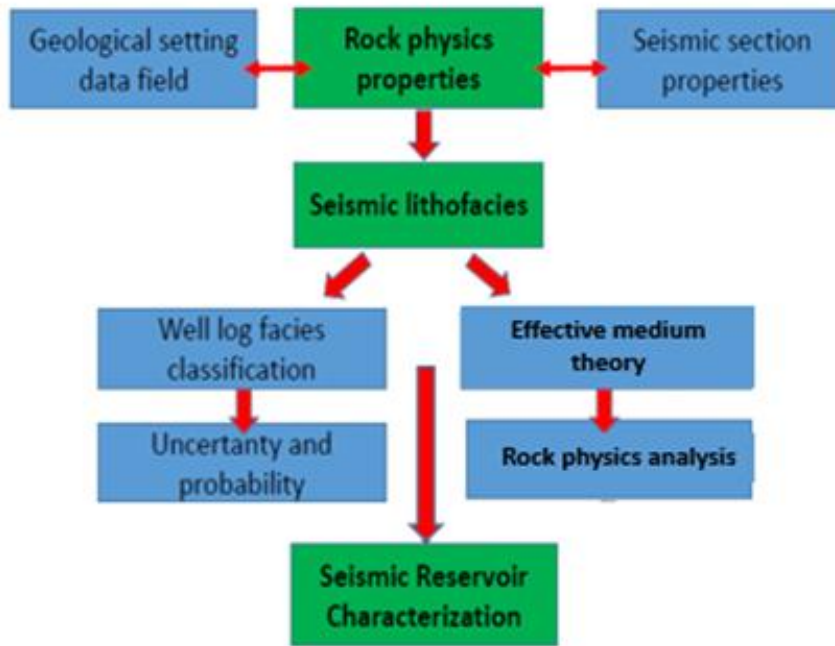 Geological setting
data field
Rock physics
properties
Seismic section
properties
Seismic lithofacies
Well log facies
classification
Effective medium
theory
Uncertanty and
probability
Rock physics analysis
Seismic Reservoir
Characterization